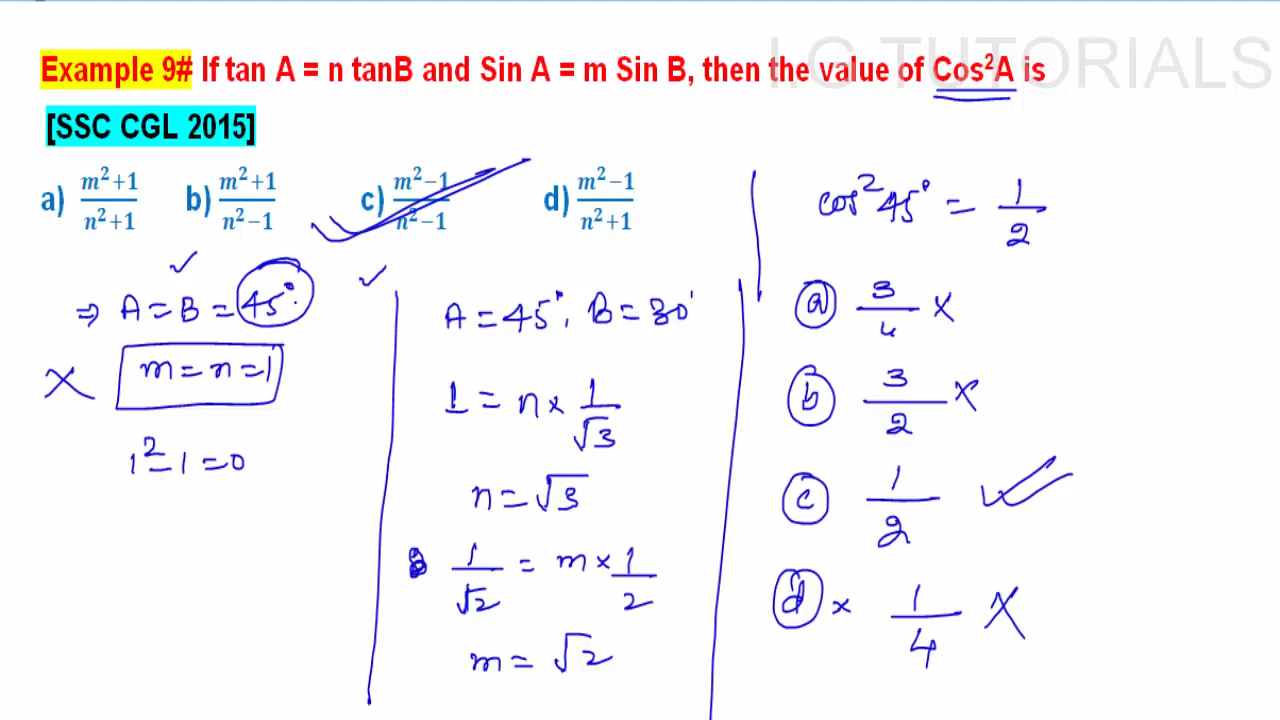 I.G TUTORIALS
Example 9# If tan A = n tanB and Sin A = m Sin B, then the value of Cos²A is
[SSC CGL 2015]
a) (m²+1)/(n²+1) b) (m²+1)/(n²−1) c) (m²−1)/(n²−1) d) (m²−1)/(n²+1)
⇒ A = B = 45°
m = n = 1
1² − 1 = 0
A = 45°, B = 30°
1 = n × 1/√3
n = √3
1/√2 = m × 1/2
m = √2
cos² 45° = 1/2
a 3/4 ×
b 3/2 ×
c 1/2 ✓
d × 1/4 ×